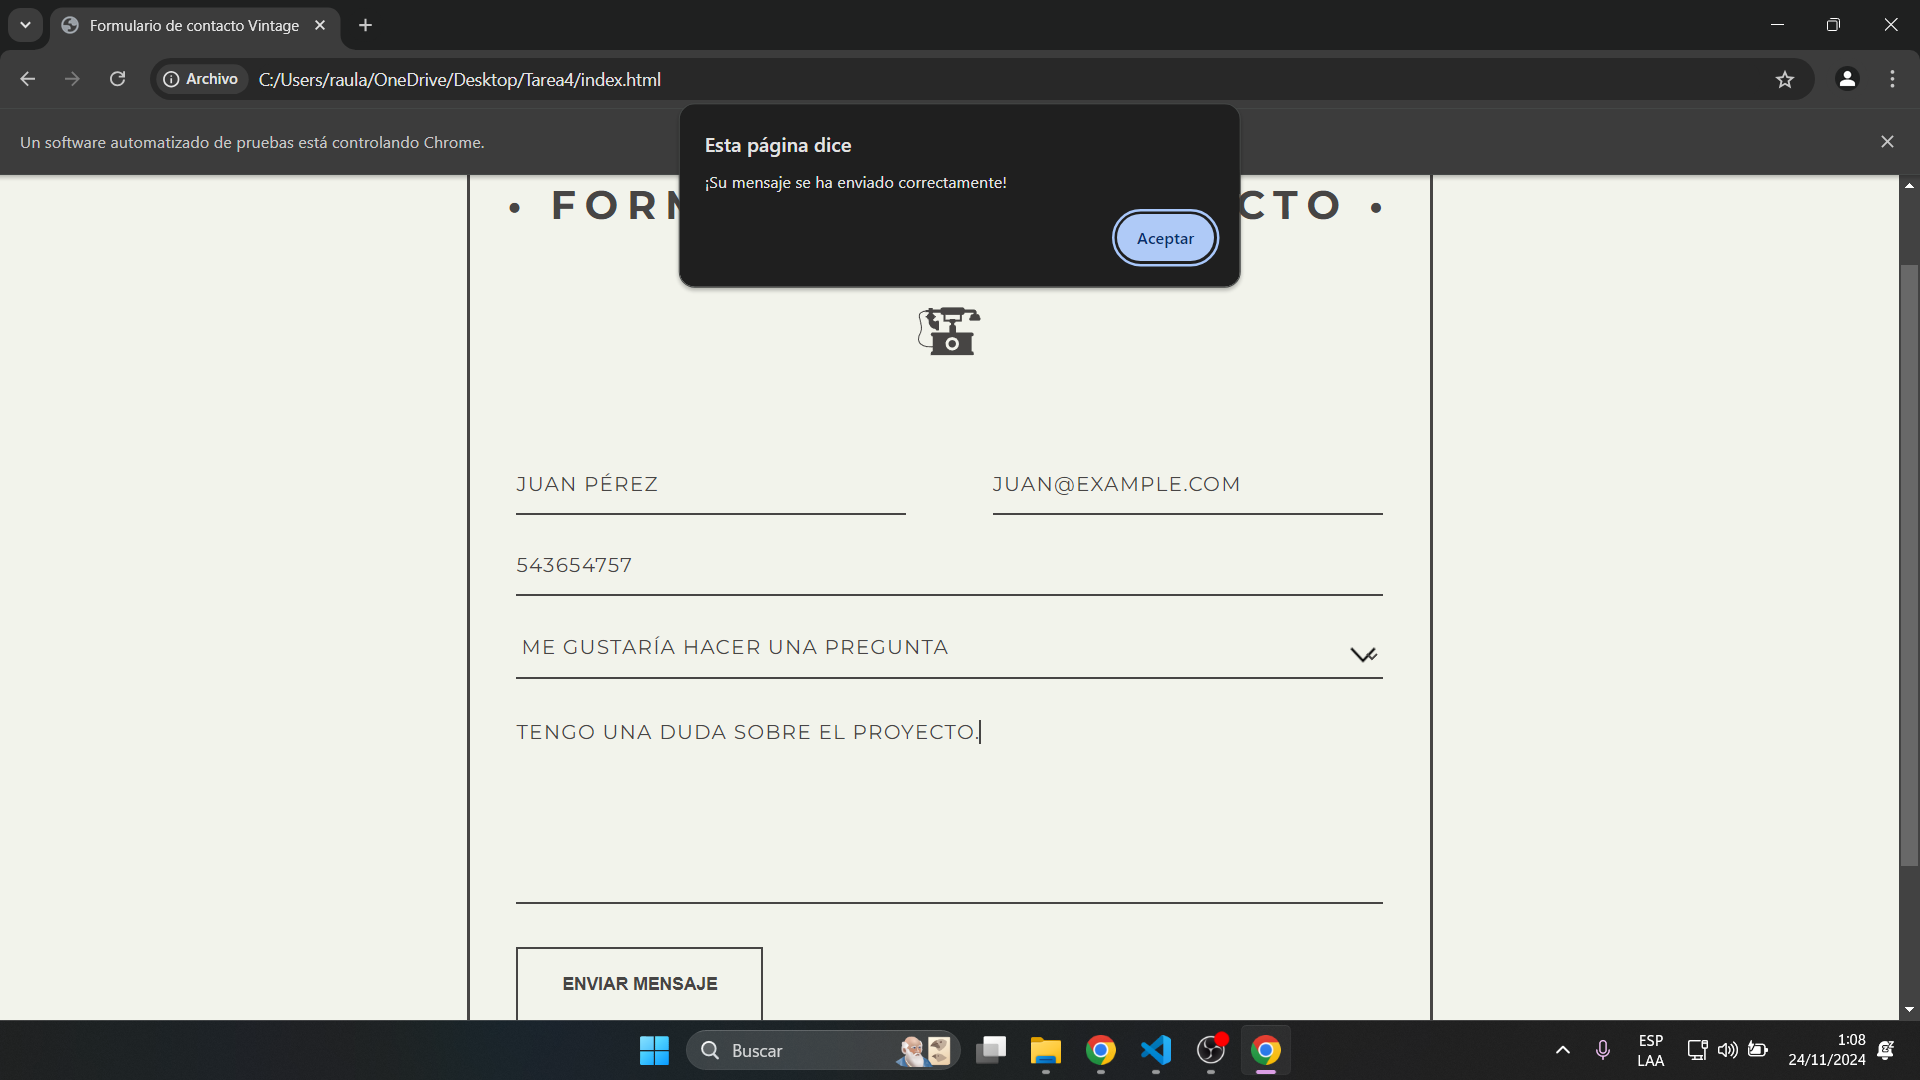 Formulario de contacto Vintage
Archivo
C:/Users/raula/OneDrive/Desktop/Tarea4/index.html
Un software automatizado de pruebas está controlando Chrome.
Esta página dice
¡Su mensaje se ha enviado correctamente!
Aceptar
• FORM
CTO •
JUAN PÉREZ
JUAN@EXAMPLE.COM
543654757
ME GUSTARÍA HACER UNA PREGUNTA
TENGO UNA DUDA SOBRE EL PROYECTO.
ENVIAR MENSAJE
Buscar
ESP
LAA
1:08
24/11/2024